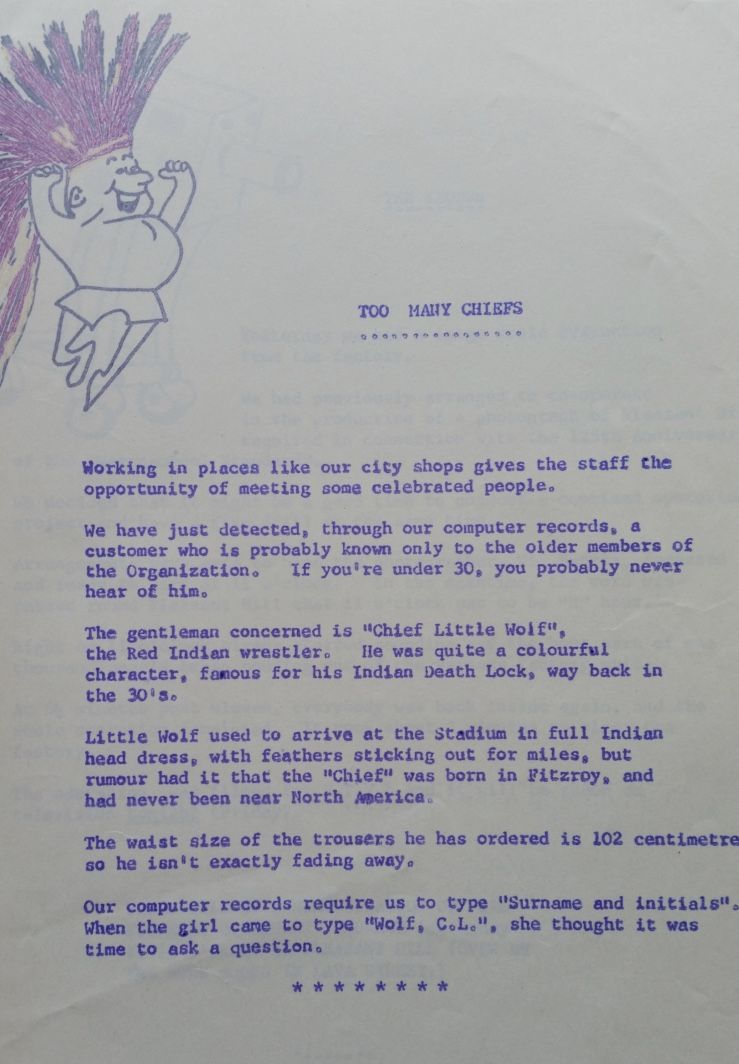 TOO MANY CHIEFS
Working in places like our city shops gives the staff the
opportunity of meeting some celebrated people.
We have just detected, through our computer records, a
customer who is probably known only to the older members of
the Organization. If you're under 30, you probably never
hear of him.
The gentleman concerned is "Chief Little Wolf",
the Red Indian wrestler. He was quite a colourful
character, famous for his Indian Death Lock, way back in
the 30's.
Little Wolf used to arrive at the Stadium in full Indian
head dress, with feathers sticking out for miles, but
rumour had it that the "Chief" was born in Fitzroy, and
had never been near North America.
The waist size of the trousers he has ordered is 102 centimetre
so he isn't exactly fading away.
Our computer records require us to type "Surname and initials".
When the girl came to type "Wolf, C.L.", she thought it was
time to ask a question.
* * * * * * * *